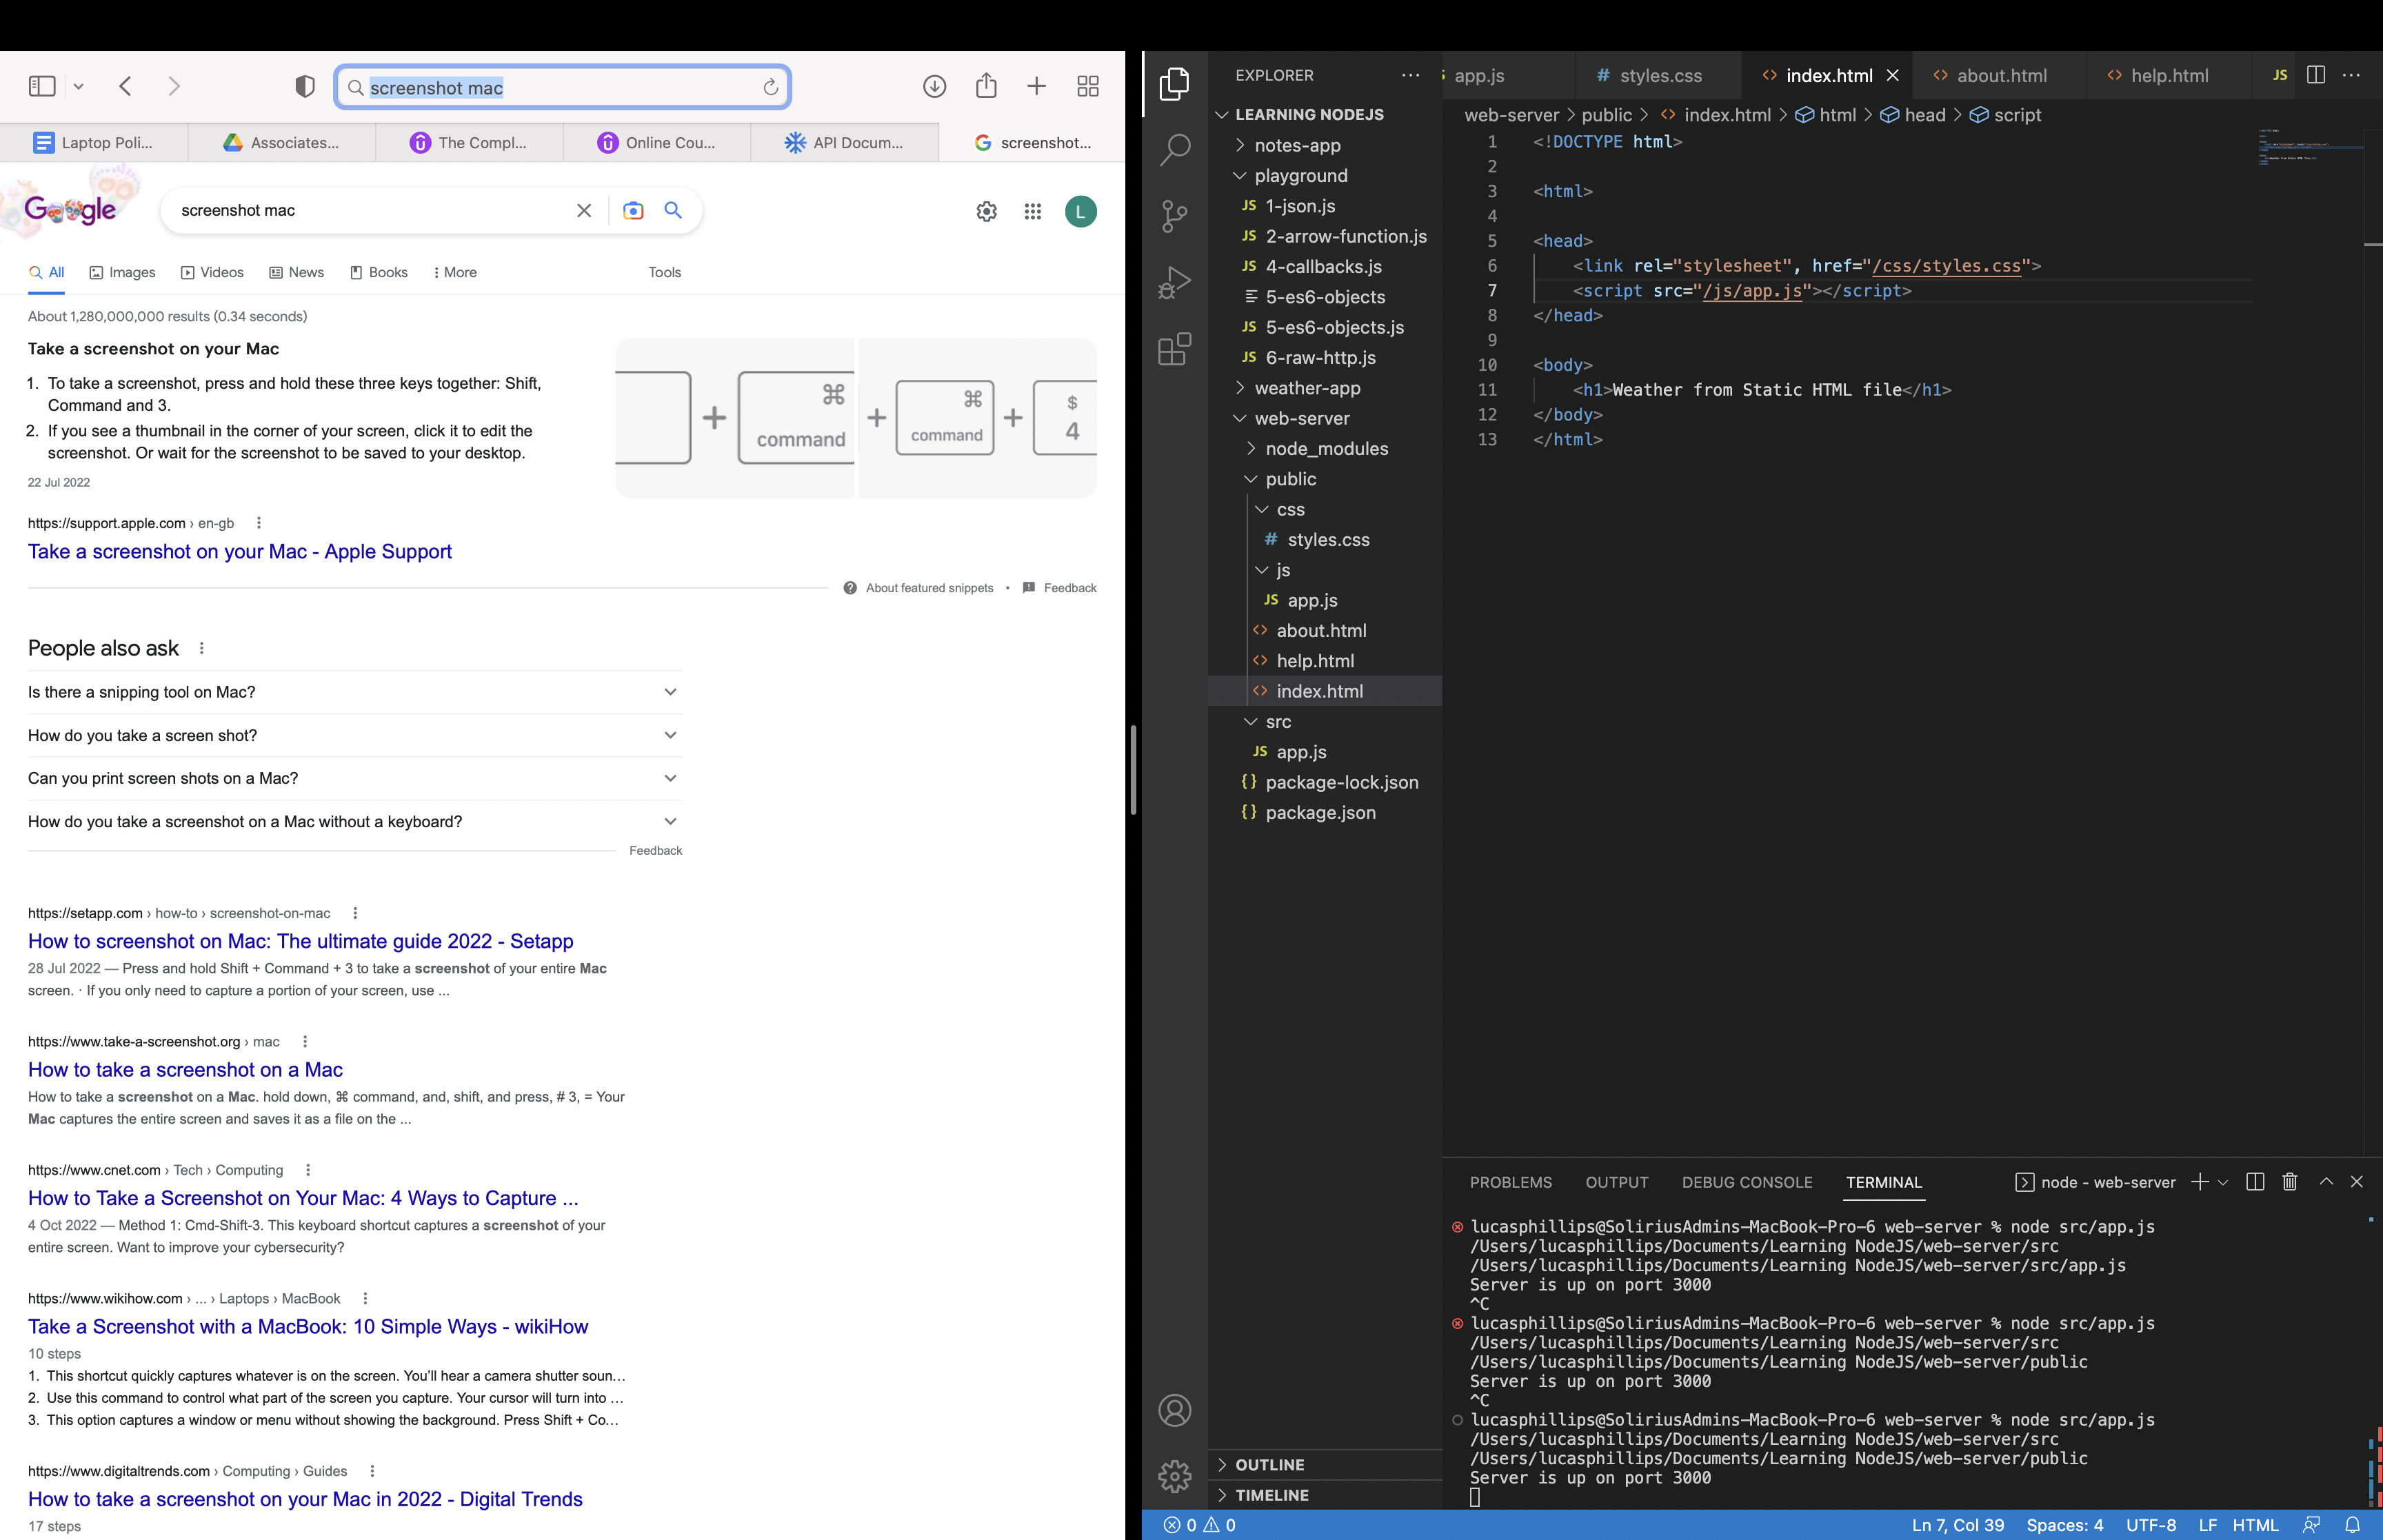 screenshot mac
Laptop Poli...
Associates...
The Compl...
Online Cou...
API Docum...
screenshot...
Google
screenshot mac
L
All
Images
Videos
News
Books
More
Tools
About 1,280,000,000 results (0.34 seconds)
Take a screenshot on your Mac
1. To take a screenshot, press and hold these three keys together: Shift,
Command and 3.
2. If you see a thumbnail in the corner of your screen, click it to edit the
screenshot. Or wait for the screenshot to be saved to your desktop.
22 Jul 2022
+ ⌘ command
+ ⌘ command + $ 4
https://support.apple.com › en-gb
Take a screenshot on your Mac - Apple Support
About featured snippets • Feedback
People also ask
Is there a snipping tool on Mac?
How do you take a screen shot?
Can you print screen shots on a Mac?
How do you take a screenshot on a Mac without a keyboard?
Feedback
https://setapp.com › how-to › screenshot-on-mac
How to screenshot on Mac: The ultimate guide 2022 - Setapp
28 Jul 2022 — Press and hold Shift + Command + 3 to take a screenshot of your entire Mac
screen. · If you only need to capture a portion of your screen, use ...
https://www.take-a-screenshot.org › mac
How to take a screenshot on a Mac
How to take a screenshot on a Mac. hold down, ⌘ command, and, shift, and press, # 3, = Your
Mac captures the entire screen and saves it as a file on the ...
https://www.cnet.com › Tech › Computing
How to Take a Screenshot on Your Mac: 4 Ways to Capture ...
4 Oct 2022 — Method 1: Cmd-Shift-3. This keyboard shortcut captures a screenshot of your
entire screen. Want to improve your cybersecurity?
https://www.wikihow.com › ... › Laptops › MacBook
Take a Screenshot with a MacBook: 10 Simple Ways - wikiHow
10 steps
1. This shortcut quickly captures whatever is on the screen. You'll hear a camera shutter soun...
2. Use this command to control what part of the screen you capture. Your cursor will turn into ...
3. This option captures a window or menu without showing the background. Press Shift + Co...
https://www.digitaltrends.com › Computing › Guides
How to take a screenshot on your Mac in 2022 - Digital Trends
17 steps
EXPLORER
LEARNING NODEJS
notes-app
playground
JS 1-json.js
JS 2-arrow-function.js
JS 4-callbacks.js
5-es6-objects
JS 5-es6-objects.js
JS 6-raw-http.js
weather-app
web-server
node_modules
public
css
# styles.css
js
JS app.js
<> about.html
<> help.html
<> index.html
src
JS app.js
{} package-lock.json
{} package.json
OUTLINE
TIMELINE
app.js
# styles.css
<> index.html
<> about.html
<> help.html
JS
web-server > public > <> index.html > html > head > script
1 <!DOCTYPE html>
2
3 <html>
4
5 <head>
6 <link rel="stylesheet", href="/css/styles.css">
7 <script src="/js/app.js"></script>
8 </head>
9
10 <body>
11 <h1>Weather from Static HTML file</h1>
12 </body>
13 </html>
PROBLEMS
OUTPUT
DEBUG CONSOLE
TERMINAL
node - web-server
lucasphillips@SoliriusAdmins-MacBook-Pro-6 web-server % node src/app.js
/Users/lucasphillips/Documents/Learning NodeJS/web-server/src
/Users/lucasphillips/Documents/Learning NodeJS/web-server/src/app.js
Server is up on port 3000
^C
lucasphillips@SoliriusAdmins-MacBook-Pro-6 web-server % node src/app.js
/Users/lucasphillips/Documents/Learning NodeJS/web-server/src
/Users/lucasphillips/Documents/Learning NodeJS/web-server/public
Server is up on port 3000
^C
lucasphillips@SoliriusAdmins-MacBook-Pro-6 web-server % node src/app.js
/Users/lucasphillips/Documents/Learning NodeJS/web-server/src
/Users/lucasphillips/Documents/Learning NodeJS/web-server/public
Server is up on port 3000
0 0
Ln 7, Col 39
Spaces: 4
UTF-8
LF
HTML